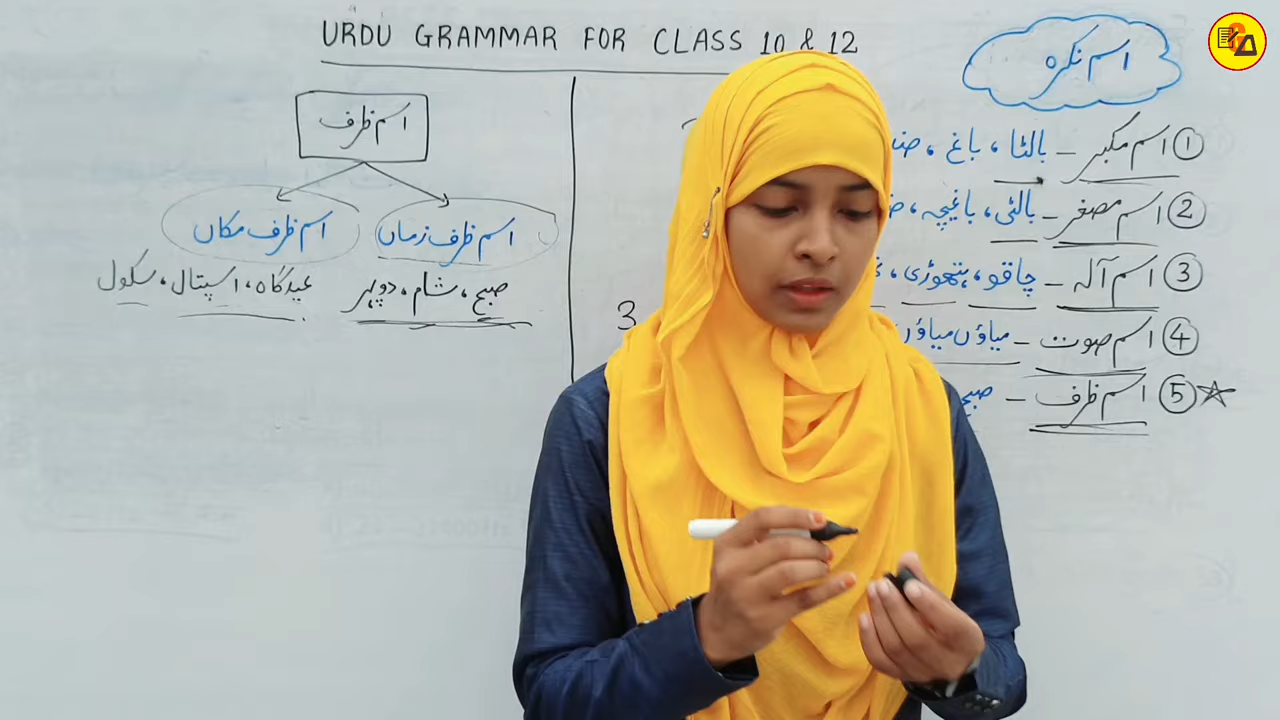 URDU GRAMMAR FOR CLASS 10 & 12
اسم نکرہ
① اسم مکبر ـ بالٹا ، باغ ،
② اسم مصغر ـ بالٹی، باغیچہ ،
③ اسم آلہ ـ چاقو ، ہتھوڑی ،
④ اسم صوت ـ میاؤں میاؤں
⑤ اسم ظرف ـ صبح
3
اسم ظرف
اسم ظرف زماں
اسم ظرف مکاں
صبح ، شام ، دوپہر
عیدگاہ ، اسپتال ، سکول